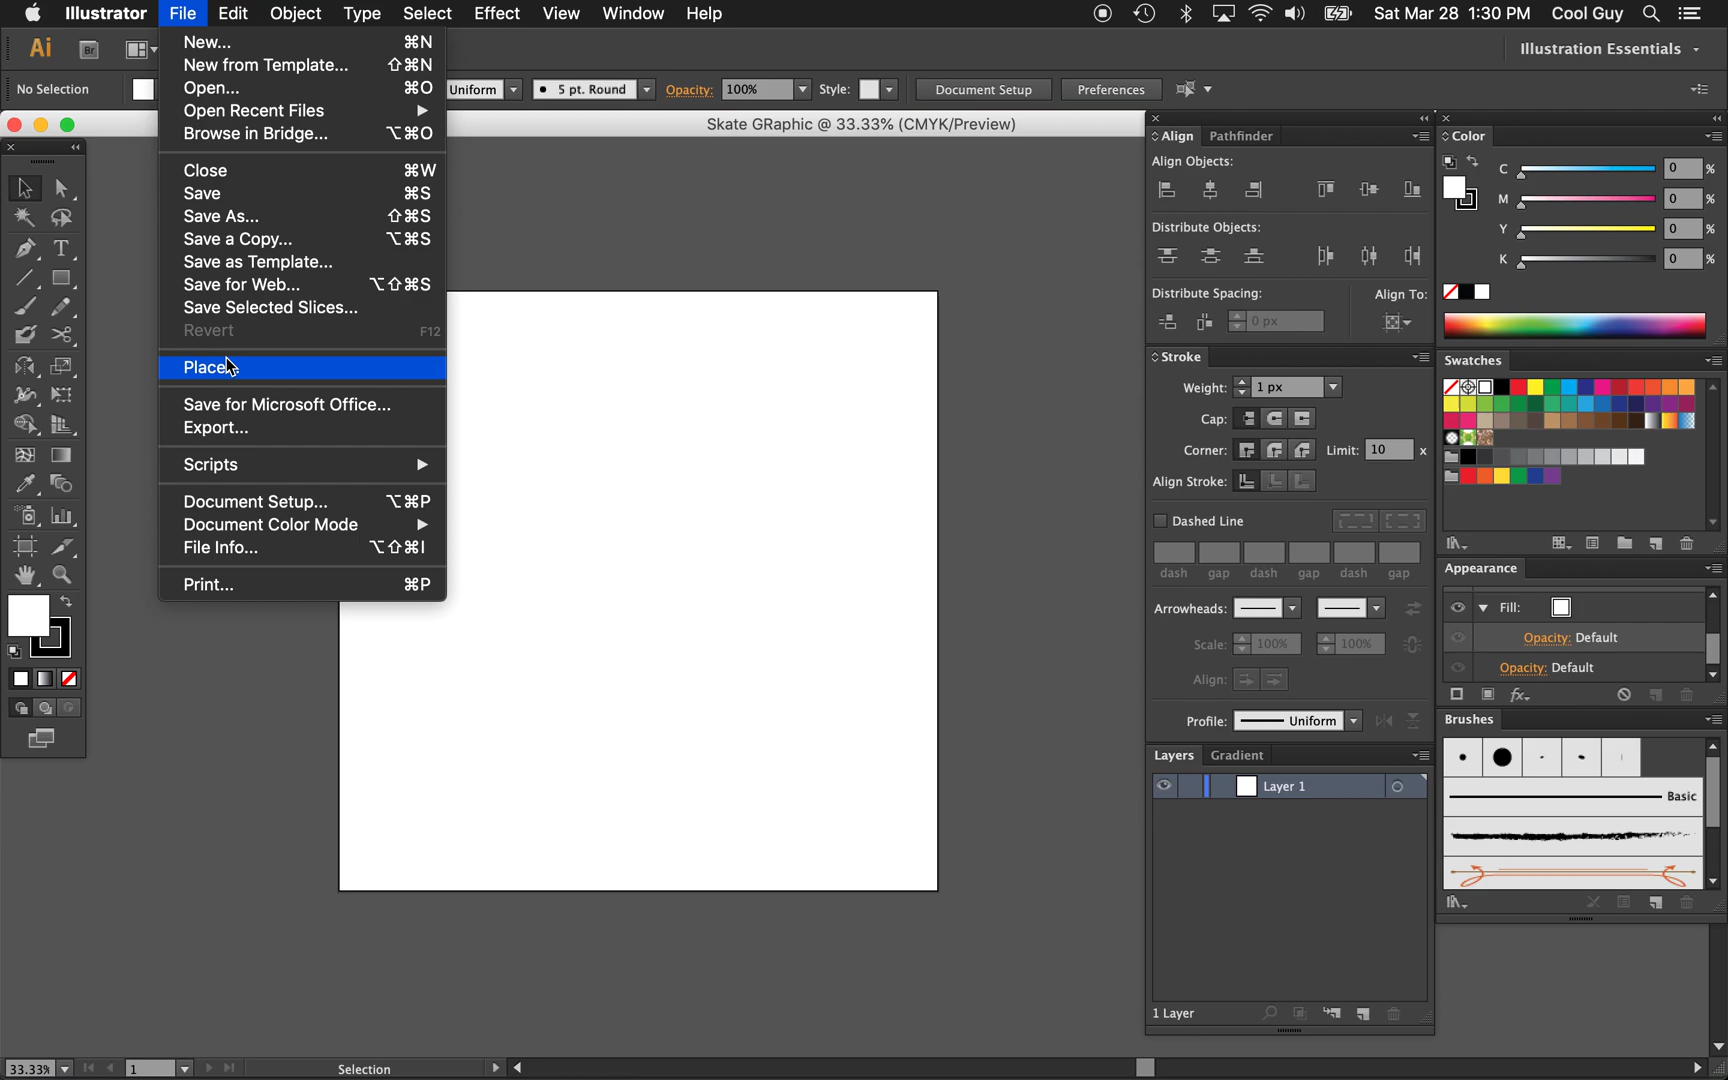 Illustrator File Edit Object Type Select Effect View Window Help Sat Mar 28 1:30 PM Cool Guy
Ai Br Illustration Essentials
No Selection Uniform 5 pt. Round Opacity: 100% Style: Document Setup Preferences
Skate GRaphic @ 33.33% (CMYK/Preview)
New... ⌘N
New from Template... ⇧⌘N
Open... ⌘O
Open Recent Files
Browse in Bridge... ⌥⌘O
Close ⌘W
Save ⌘S
Save As... ⇧⌘S
Save a Copy... ⌥⌘S
Save as Template...
Save for Web... ⌥⇧⌘S
Save Selected Slices...
Revert F12
Place
Save for Microsoft Office...
Export...
Scripts
Document Setup... ⌥⌘P
Document Color Mode
File Info... ⌥⇧⌘I
Print... ⌘P
Align Pathfinder
Align Objects:
Distribute Objects:
Distribute Spacing: Align To:
0 px
Stroke
Weight: 1 px
Cap:
Corner: Limit: 10 x
Align Stroke:
Dashed Line
dash gap dash gap dash gap
Arrowheads:
Scale: 100% 100%
Align:
Profile: Uniform
Layers Gradient
Layer 1
1 Layer
Color
C 0 %
M 0 %
Y 0 %
K 0 %
Swatches
Appearance
Fill:
Opacity: Default
Opacity: Default
Brushes
Basic
33.33% 1 Selection